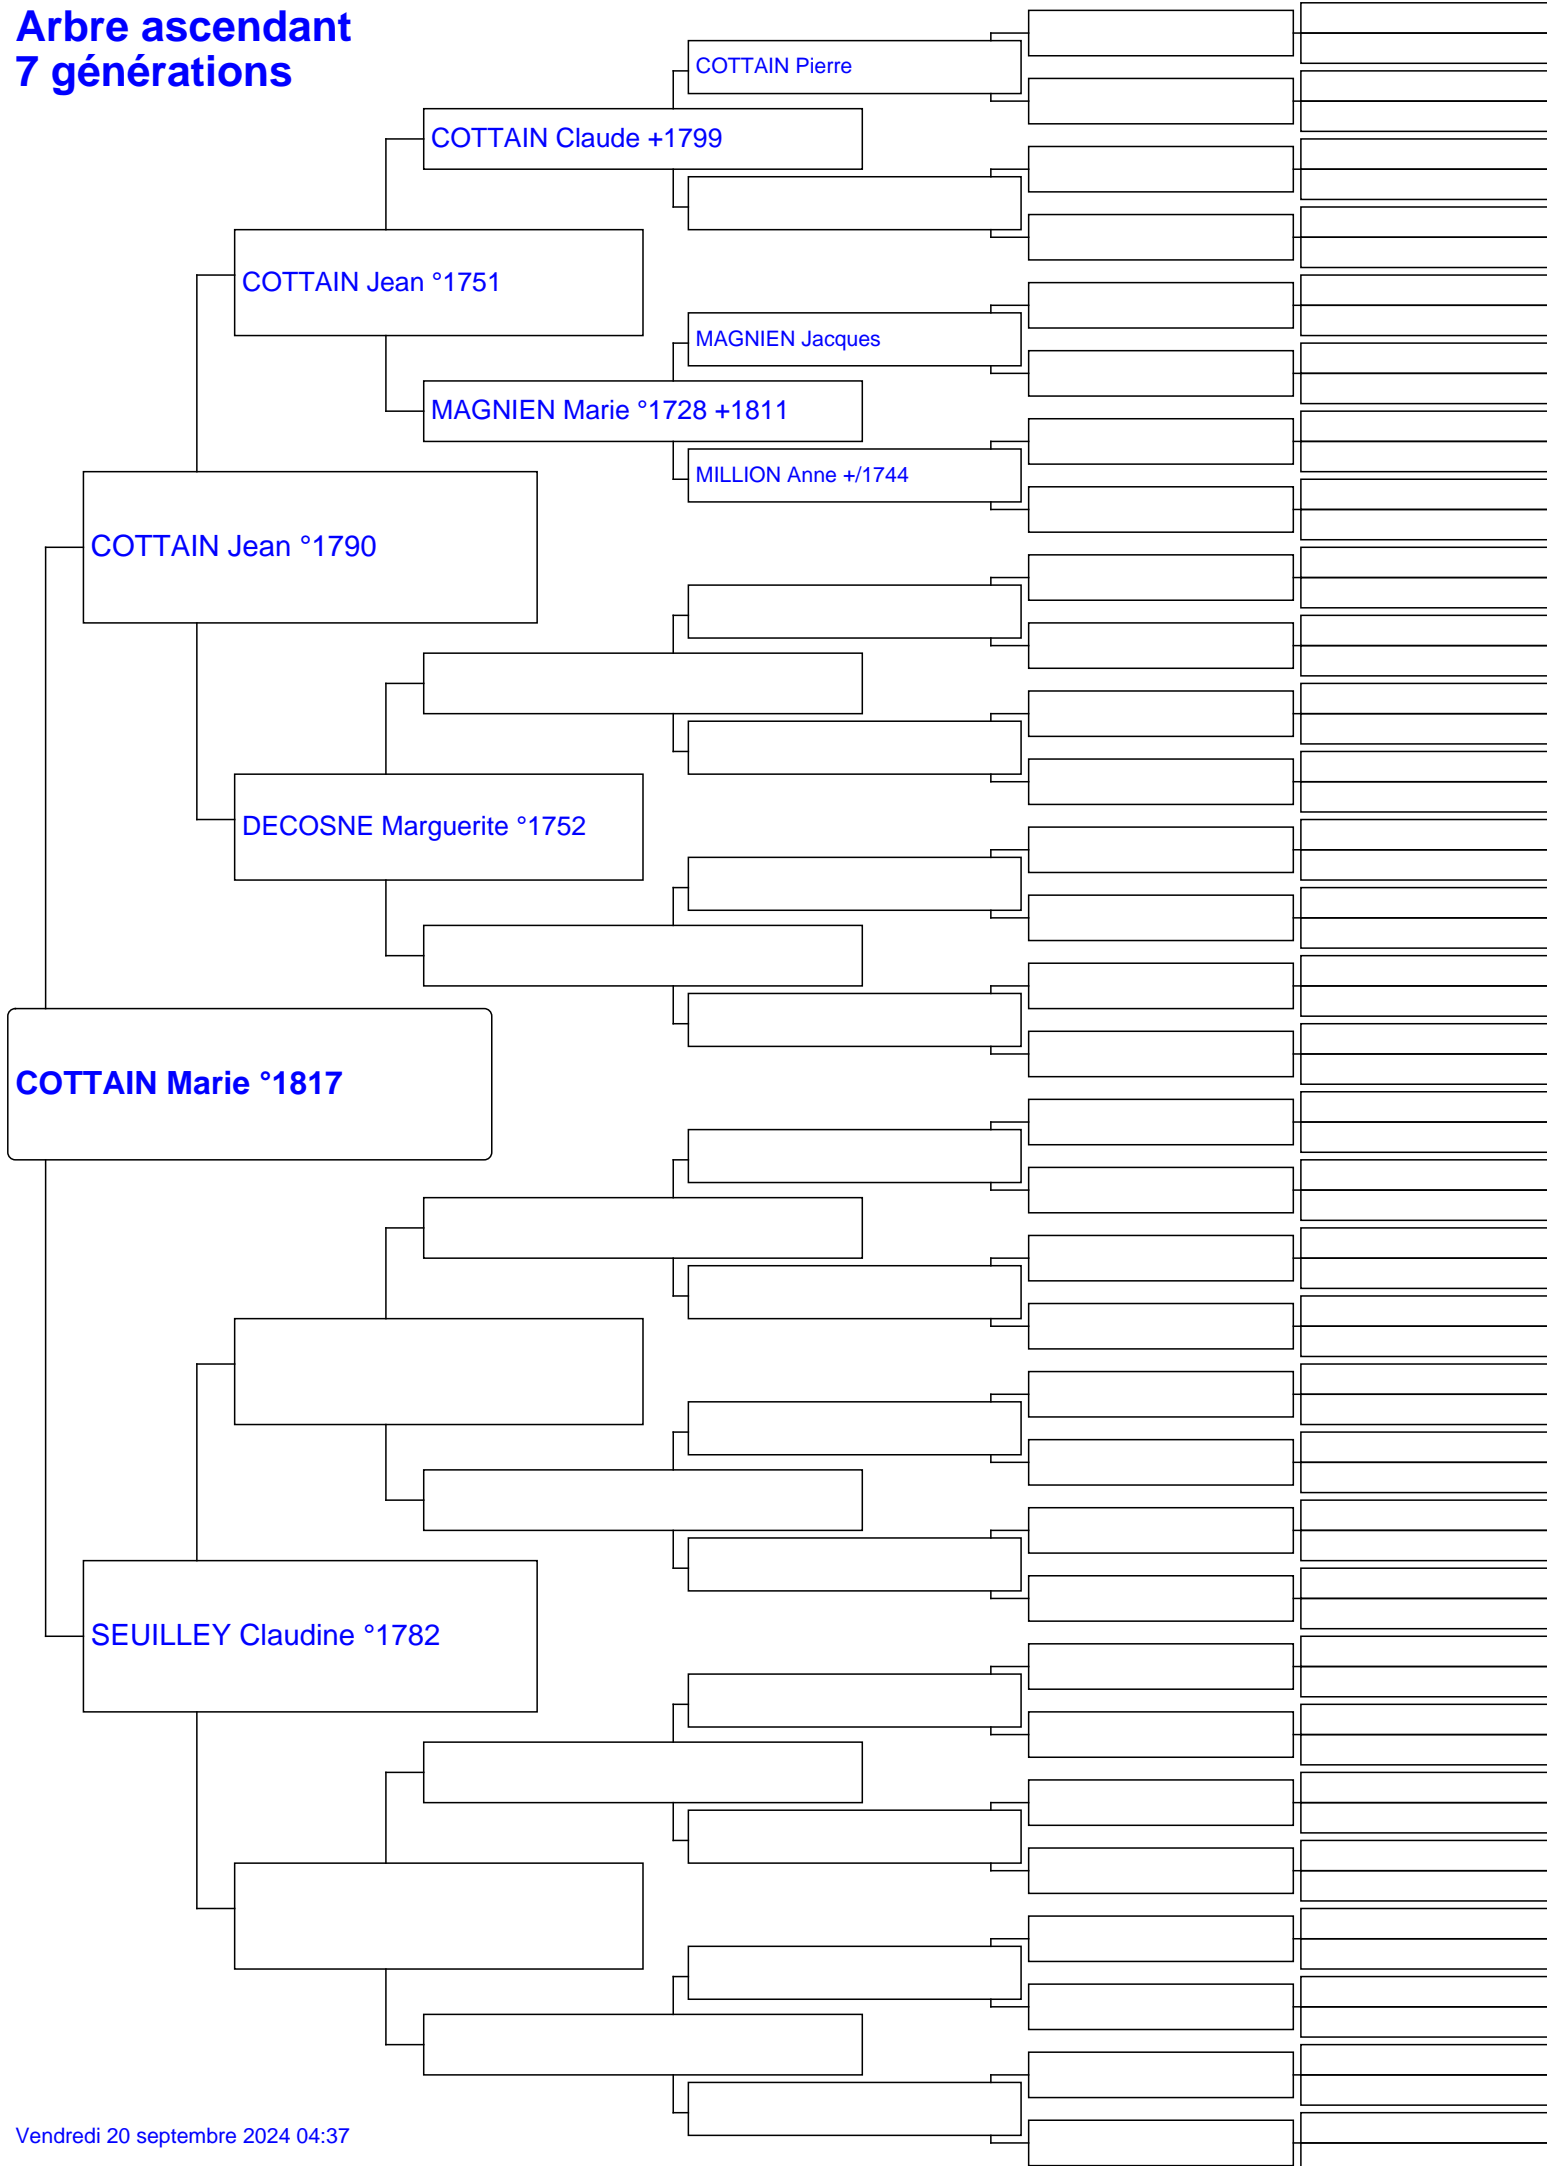 Arbre ascendant
7 générations
COTTAIN Pierre
COTTAIN Claude +1799
COTTAIN Jean °1751
MAGNIEN Jacques
MAGNIEN Marie °1728 +1811
MILLION Anne +/1744
COTTAIN Jean °1790
DECOSNE Marguerite °1752
COTTAIN Marie °1817
SEUILLEY Claudine °1782
Vendredi 20 septembre 2024 04:37